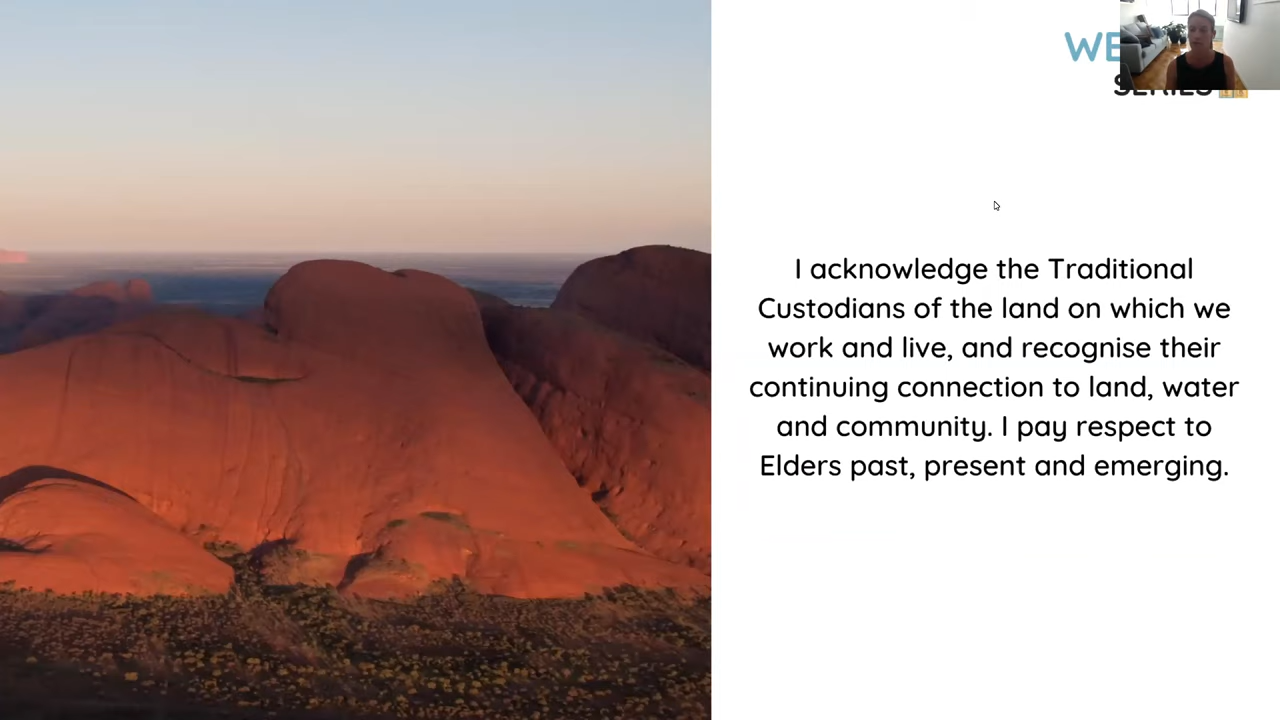 SERIES
I acknowledge the Traditional
Custodians of the land on which we
work and live, and recognise their
continuing connection to land, water
and community. I pay respect to
Elders past, present and emerging.